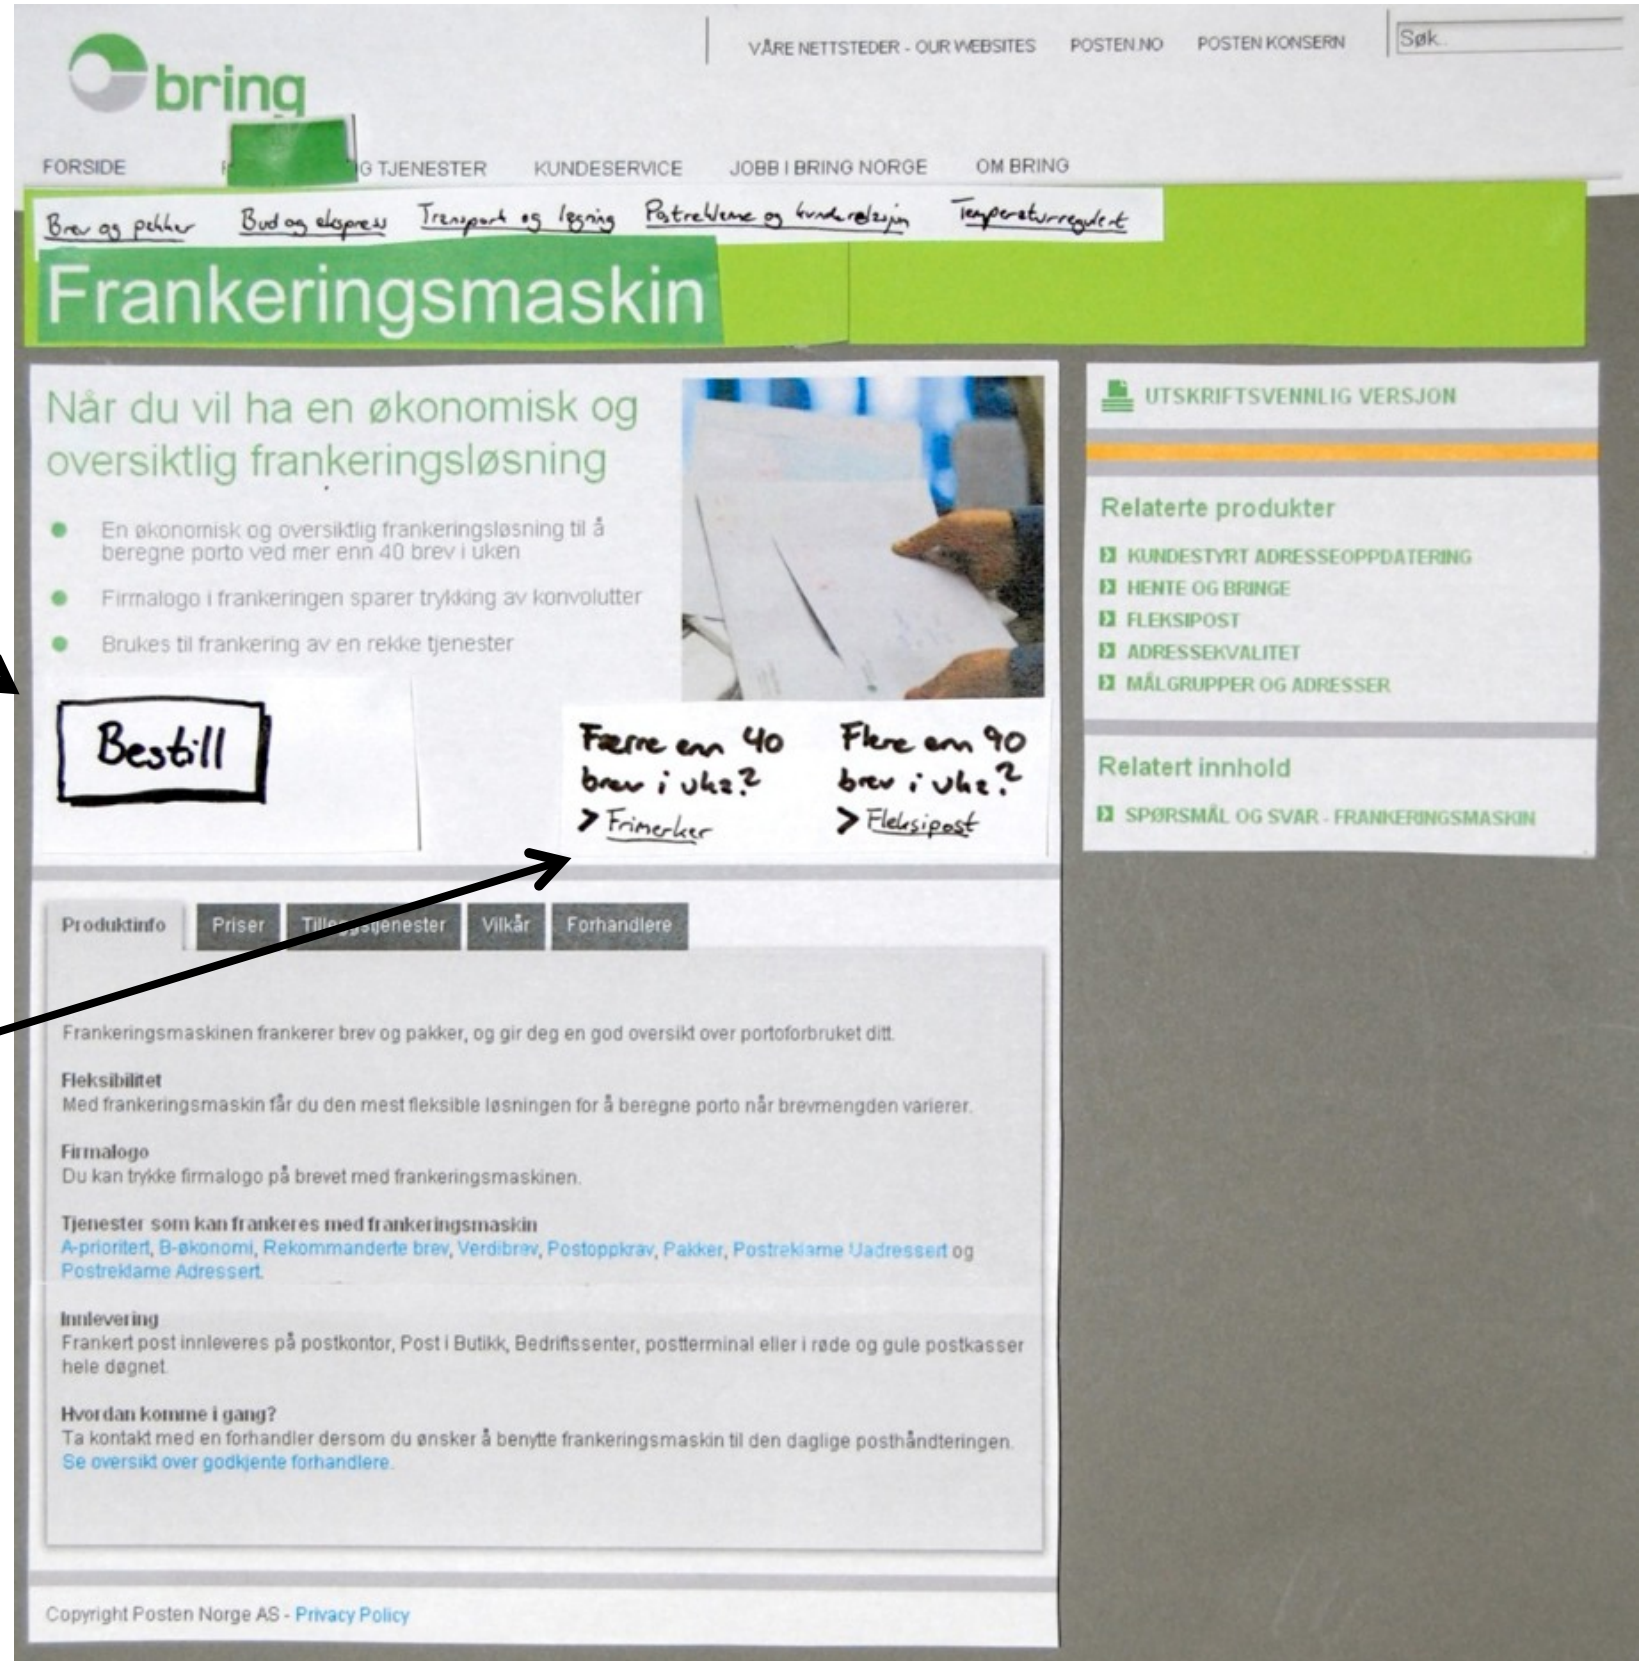 bring
VÅRE NETTSTEDER - OUR WEBSITES POSTEN.NO POSTEN KONSERN Søk..
FORSIDE G TJENESTER KUNDESERVICE JOBB I BRING NORGE OM BRING
Brev og pakker Bud og ekspress Transport og lagring Postreklame og kunderelasjon Temperaturregulert
Frankeringsmaskin
Når du vil ha en økonomisk og
oversiktlig frankeringsløsning
En økonomisk og oversiktlig frankeringsløsning til å
beregne porto ved mer enn 40 brev i uken
Firmalogo i frankeringen sparer trykking av konvolutter
Brukes til frankering av en rekke tjenester
Bestill
Færre enn 40
brev i uka?
> Frimerker
Flere enn 90
brev i uka?
> Fleksipost
UTSKRIFTSVENNLIG VERSJON
Relaterte produkter
KUNDESTYRT ADRESSEOPPDATERING
HENTE OG BRINGE
FLEKSIPOST
ADRESSEKVALITET
MÅLGRUPPER OG ADRESSER
Relatert innhold
SPØRSMÅL OG SVAR - FRANKERINGSMASKIN
Produktinfo Priser Tilleggstjenester Vilkår Forhandlere
Frankeringsmaskinen frankerer brev og pakker, og gir deg en god oversikt over portoforbruket ditt.
Fleksibilitet
Med frankeringsmaskin får du den mest fleksible løsningen for å beregne porto når brevmengden varierer.
Firmalogo
Du kan trykke firmalogo på brevet med frankeringsmaskinen.
Tjenester som kan frankeres med frankeringsmaskin
A-prioritert, B-økonomi, Rekommanderte brev, Verdibrev, Postoppkrav, Pakker, Postreklame Uadressert og
Postreklame Adressert.
Innlevering
Frankert post innleveres på postkontor, Post i Butikk, Bedriftssenter, postterminal eller i røde og gule postkasser
hele døgnet.
Hvordan komme i gang?
Ta kontakt med en forhandler dersom du ønsker å benytte frankeringsmaskin til den daglige posthåndteringen.
Se oversikt over godkjente forhandlere.
Copyright Posten Norge AS - Privacy Policy